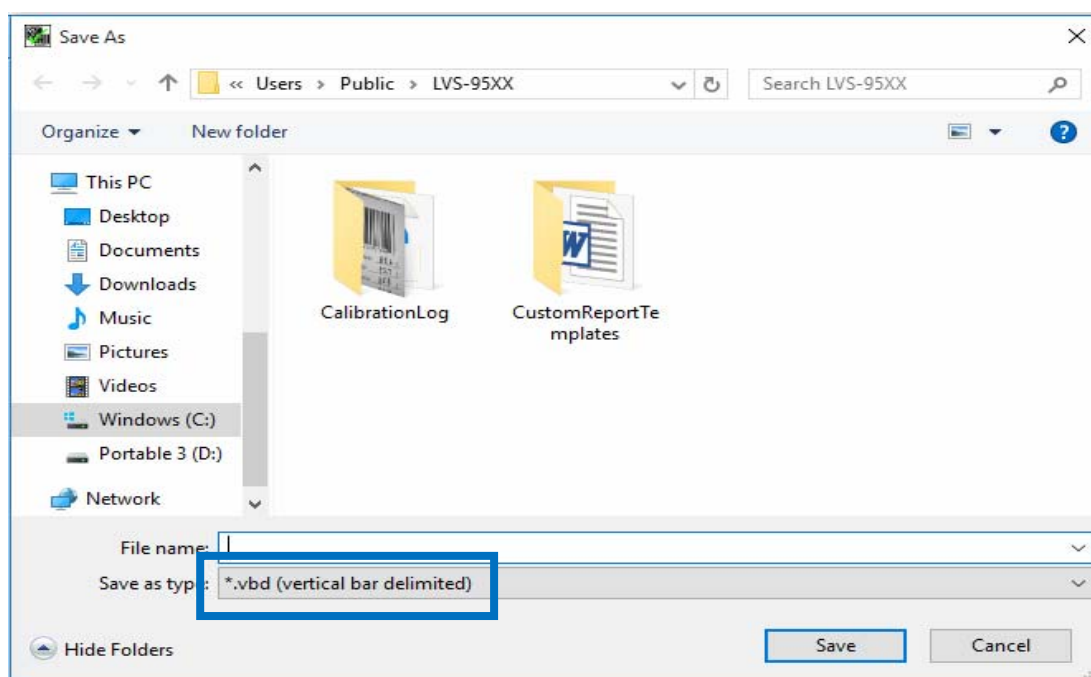 Save As
« Users › Public › LVS-95XX
Search LVS-95XX
Organize
New folder
This PC
Desktop
Documents
Downloads
Music
Pictures
Videos
Windows (C:)
Portable 3 (D:)
Network
CalibrationLog
CustomReportTe
mplates
File name:
Save as type: *.vbd (vertical bar delimited)
Hide Folders
Save
Cancel